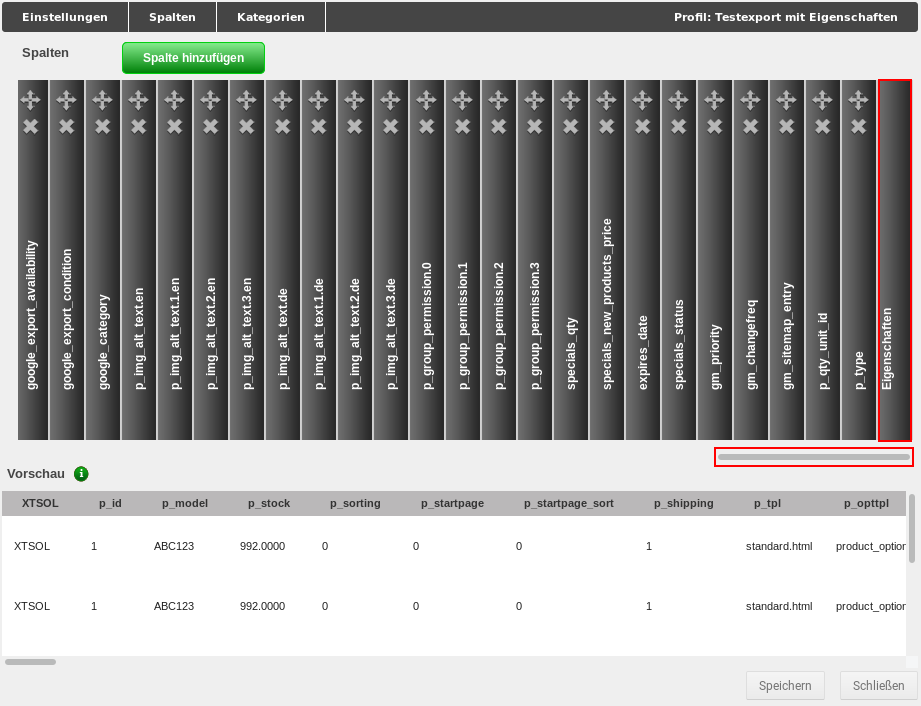 Einstellungen Spalten Kategorien Profil: Testexport mit Eigenschaften
Spalten Spalte hinzufügen
google_export_availability
google_export_condition
google_category
p_img_alt_text.en
p_img_alt_text.1.en
p_img_alt_text.2.en
p_img_alt_text.3.en
p_img_alt_text.de
p_img_alt_text.1.de
p_img_alt_text.2.de
p_img_alt_text.3.de
p_group_permission.0
p_group_permission.1
p_group_permission.2
p_group_permission.3
specials_qty
specials_new_products_price
expires_date
specials_status
gm_priority
gm_changefreq
gm_sitemap_entry
p_qty_unit_id
p_type
Eigenschaften
Vorschau
XTSOL p_id p_model p_stock p_sorting p_startpage p_startpage_sort p_shipping p_tpl p_opttpl
XTSOL 1 ABC123 992.0000 0 0 0 1 standard.html product_option
XTSOL 1 ABC123 992.0000 0 0 0 1 standard.html product_option
Speichern Schließen